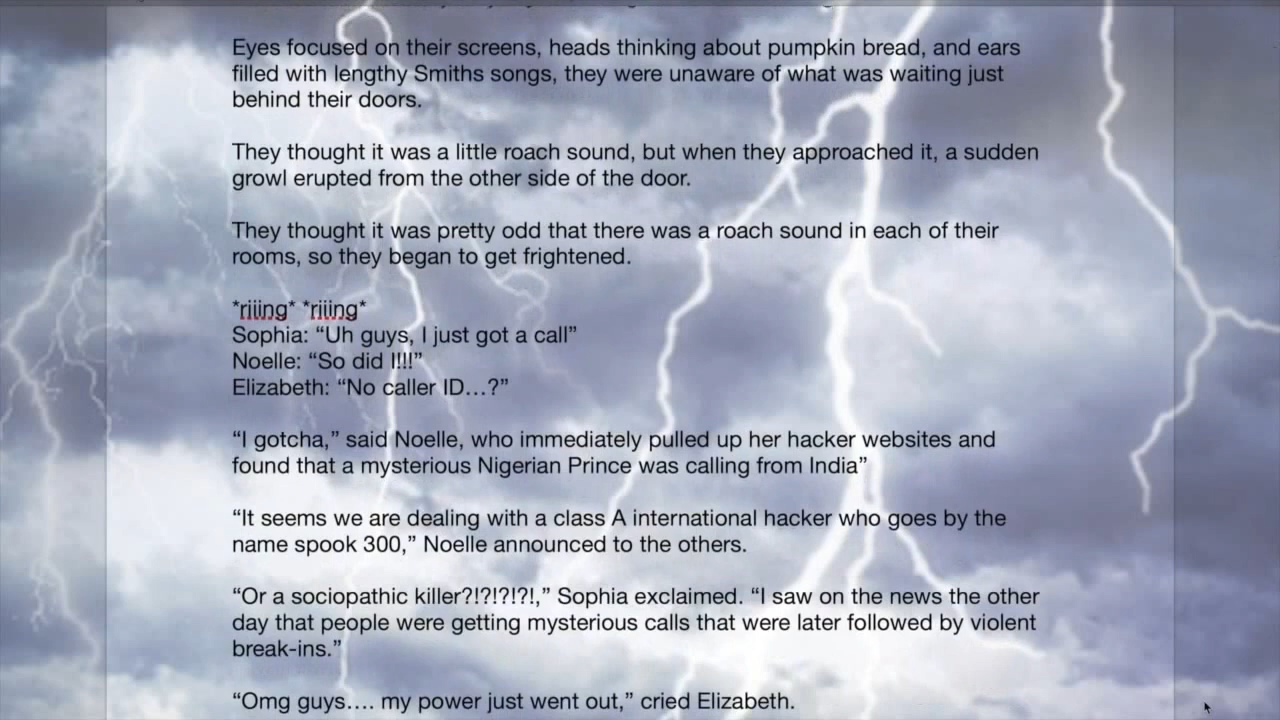 Eyes focused on their screens, heads thinking about pumpkin bread, and ears
filled with lengthy Smiths songs, they were unaware of what was waiting just
behind their doors.
They thought it was a little roach sound, but when they approached it, a sudden
growl erupted from the other side of the door.
They thought it was pretty odd that there was a roach sound in each of their
rooms, so they began to get frightened.
*riiing* *riiing*
Sophia: “Uh guys, I just got a call”
Noelle: “So did I!!!”
Elizabeth: “No caller ID…?”
“I gotcha,” said Noelle, who immediately pulled up her hacker websites and
found that a mysterious Nigerian Prince was calling from India”
“It seems we are dealing with a class A international hacker who goes by the
name spook 300,” Noelle announced to the others.
“Or a sociopathic killer?!?!?!?!,” Sophia exclaimed. “I saw on the news the other
day that people were getting mysterious calls that were later followed by violent
break-ins.”
“Omg guys…. my power just went out,” cried Elizabeth.